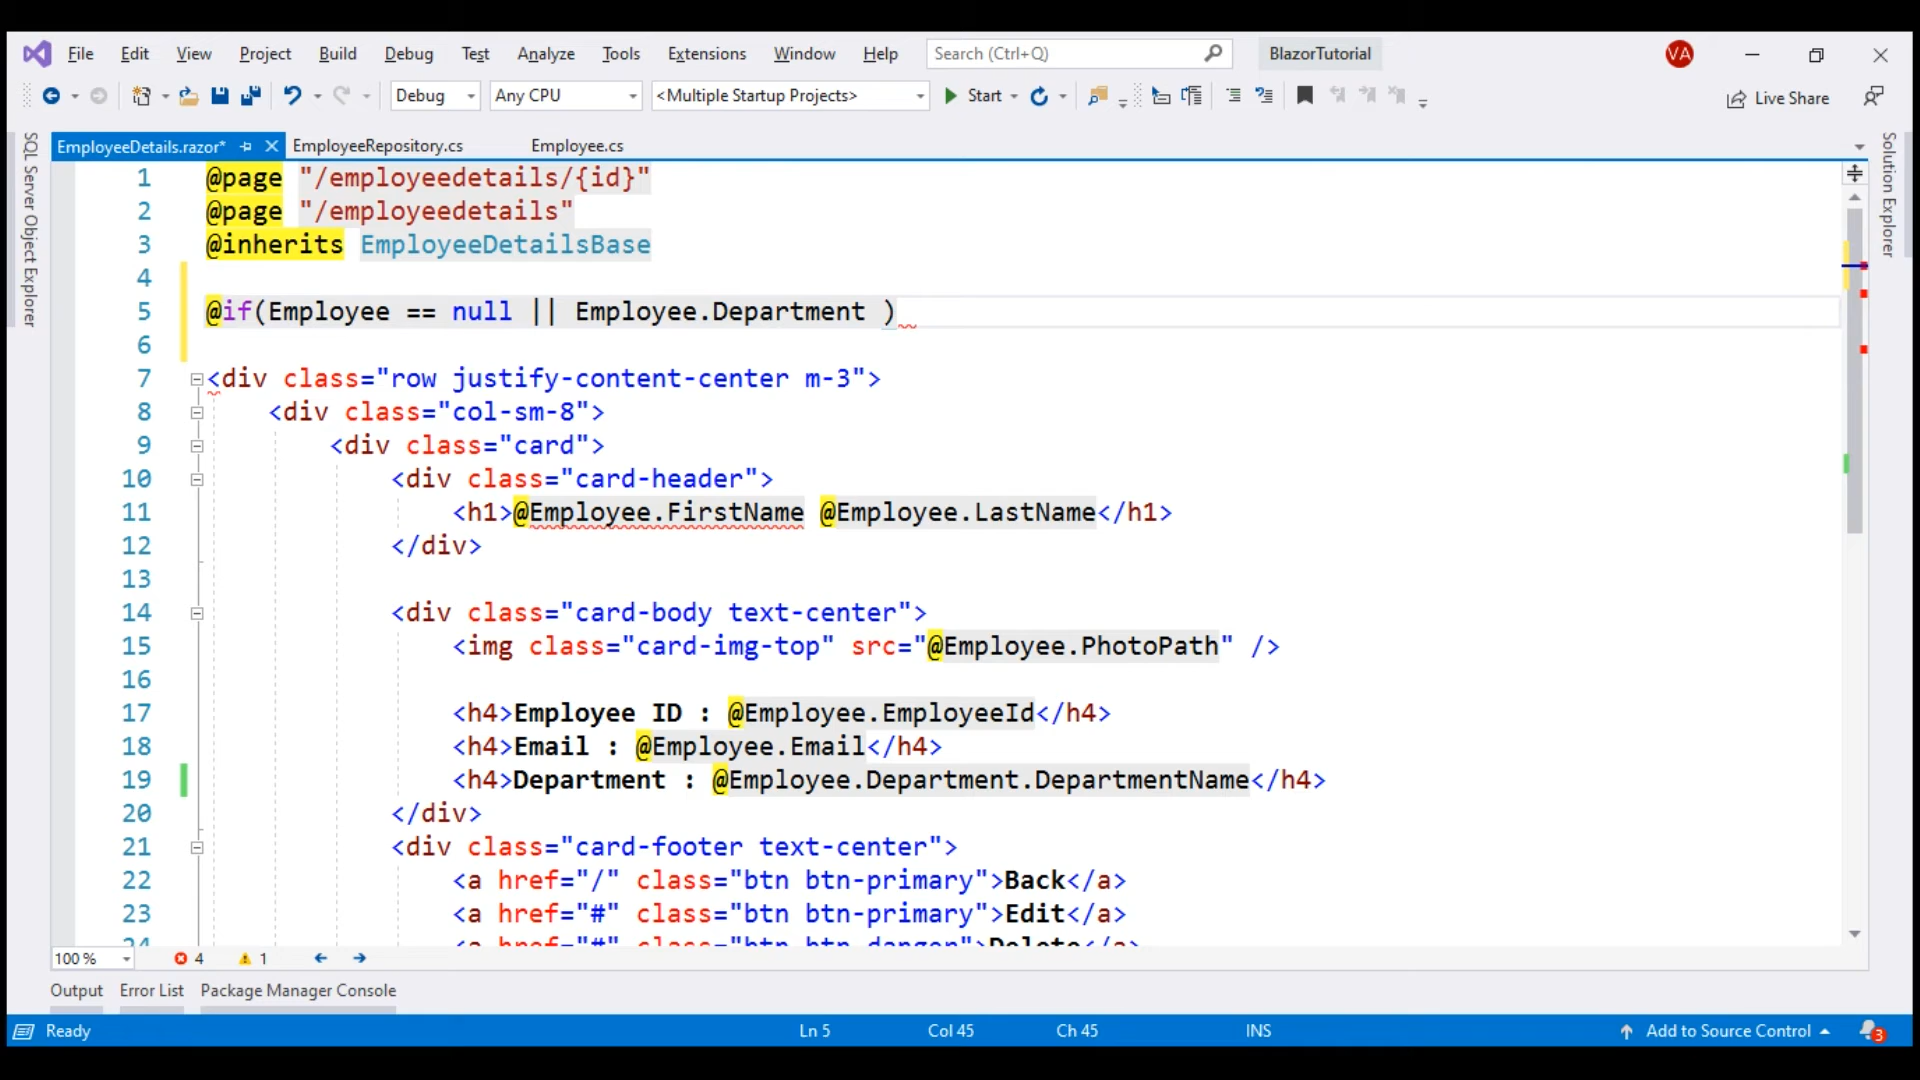 File Edit View Project Build Debug Test Analyze Tools Extensions Window Help Search (Ctrl+Q) BlazorTutorial VA
Debug Any CPU <Multiple Startup Projects> Start Live Share
SQL Server Object Explorer
Solution Explorer
EmployeeDetails.razor* EmployeeRepository.cs Employee.cs
1 @page "/employeedetails/{id}"
2 @page "/employeedetails"
3 @inherits EmployeeDetailsBase
4
5 @if(Employee == null || Employee.Department )
6
7 <div class="row justify-content-center m-3">
8 <div class="col-sm-8">
9 <div class="card">
10 <div class="card-header">
11 <h1>@Employee.FirstName @Employee.LastName</h1>
12 </div>
13
14 <div class="card-body text-center">
15 <img class="card-img-top" src="@Employee.PhotoPath" />
16
17 <h4>Employee ID : @Employee.EmployeeId</h4>
18 <h4>Email : @Employee.Email</h4>
19 <h4>Department : @Employee.Department.DepartmentName</h4>
20 </div>
21 <div class="card-footer text-center">
22 <a href="/" class="btn btn-primary">Back</a>
23 <a href="#" class="btn btn-primary">Edit</a>
24 <a href="#" class="btn btn-danger">Delete</a>
100 % 4 1
Output Error List Package Manager Console
Ready Ln 5 Col 45 Ch 45 INS Add to Source Control 3